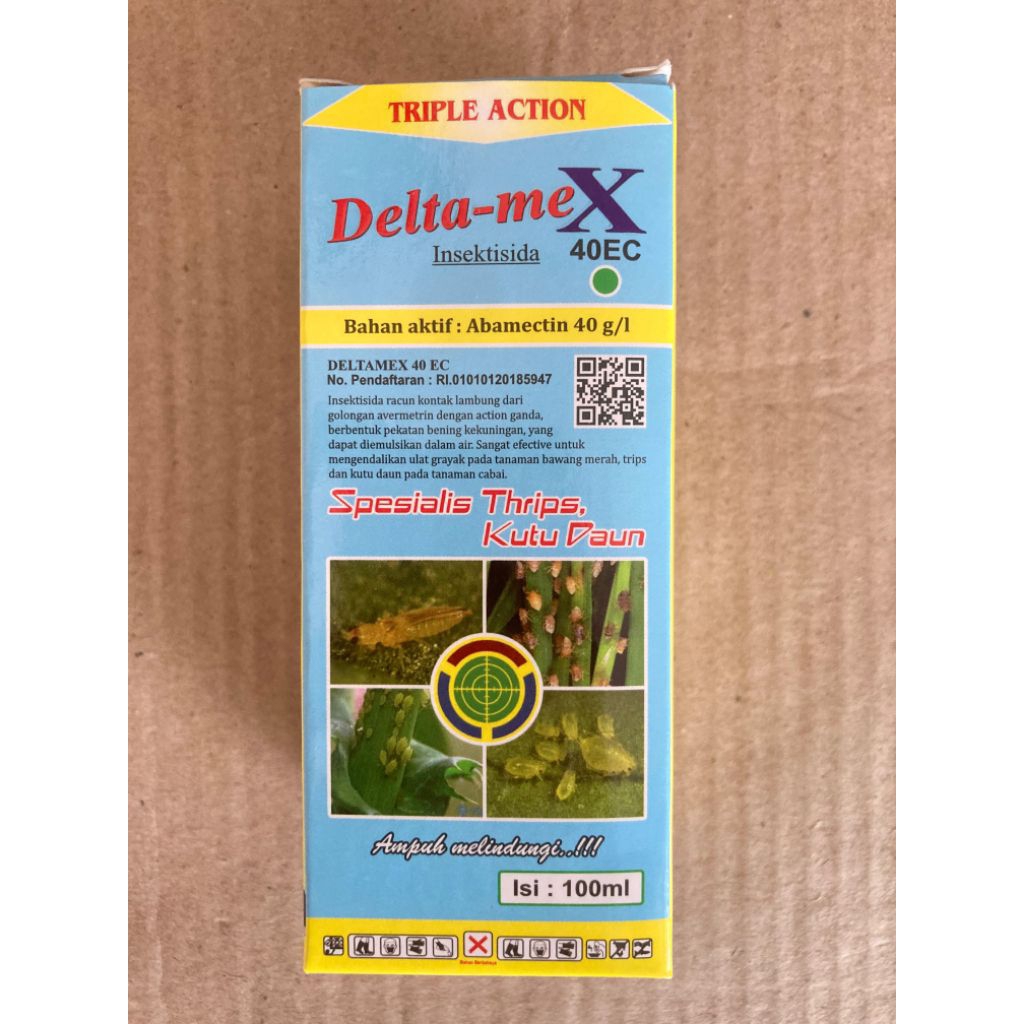 TRIPLE ACTION
Delta-meX
Insektisida 40EC
Bahan aktif : Abamectin 40 g/l
DELTAMEX 40 EC
No. Pendaftaran : RI.01010120185947
Insektisida racun kontak lambung dari
golongan avermetrin dengan action ganda,
berbentuk pekatan bening kekuningan, yang
dapat diemulsikan dalam air. Sangat efective untuk
mengendalikan ulat grayak pada tanaman bawang merah, trips
dan kutu daun pada tanaman cabai.
Spesialis Thrips,
Kutu Daun
Ampuh melindungi..!!!
Isi : 100ml
Bahan Berbahaya